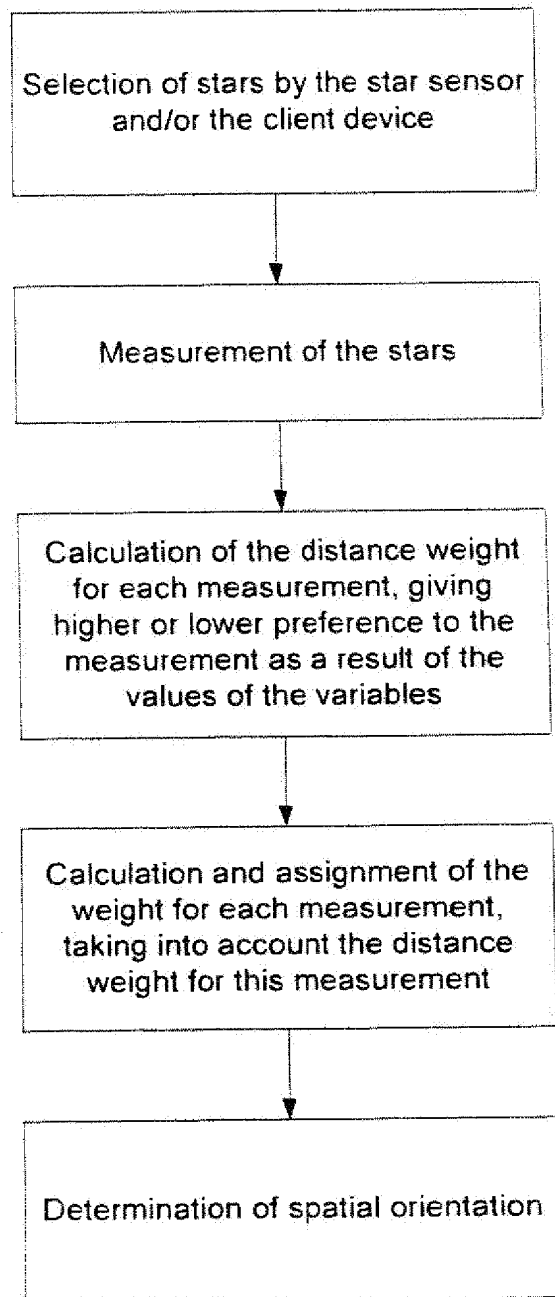 Selection of stars by the star sensor
and/or the client device
Measurement of the stars
Calculation of the distance weight
for each measurement, giving
higher or lower preference to the
measurement as a result of the
values of the variables
Calculation and assignment of the
weight for each measurement,
taking into account the distance
weight for this measurement
Determination of spatial orientation